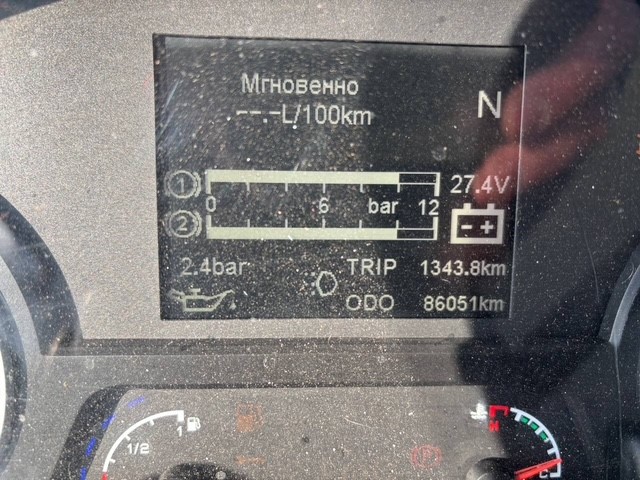 Мгновенно
--.-L/100km
N
1
27.4V
0 6 bar 12
2
2.4bar
TRIP 1343.8km
ODO 86051km
1/2 1
H
C
P